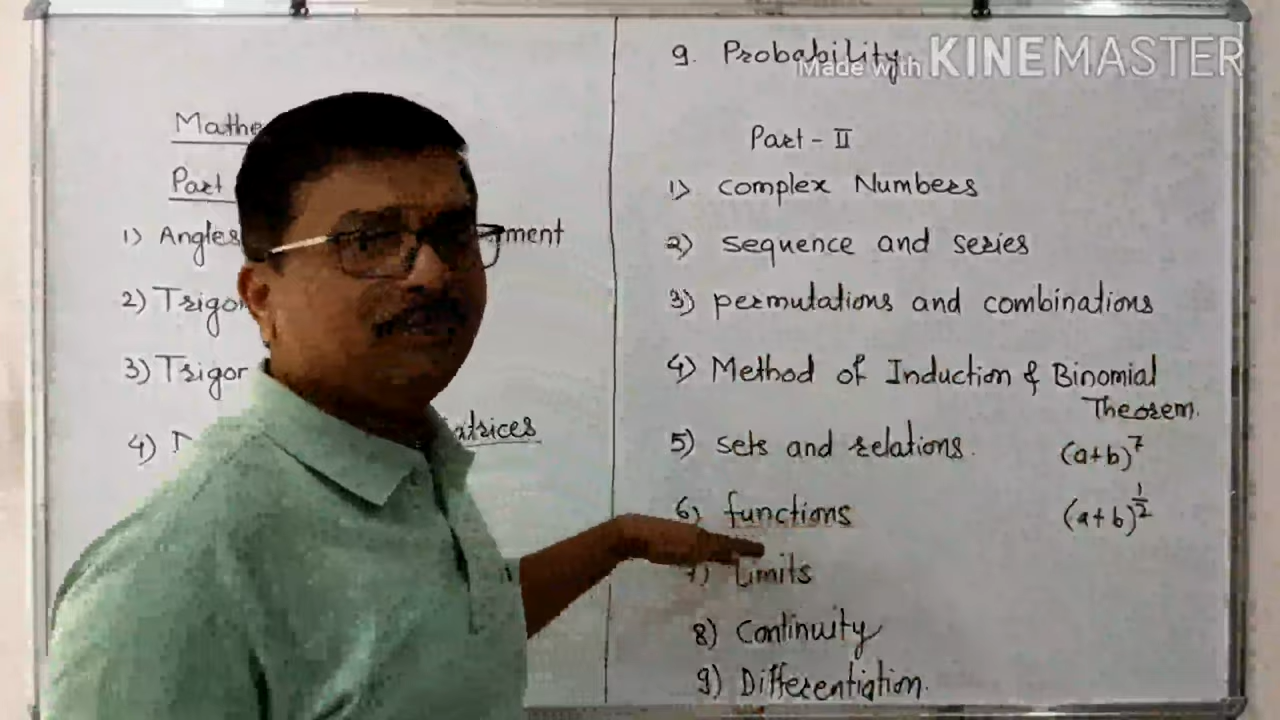 Mathe
Part
1) Angles ment
2) Trigon
3) Trigor
4) D atrices
9. Probability
Made with KINEMASTER
Part - II
1) Complex Numbers
2) sequence and series
3) permutations and combinations
4) Method of Induction & Binomial
Theorem.
5) sets and relations.
(a+b)^7
6) functions
(a+b)^1/2
7) Limits
8) Continuity
9) Differentiation.